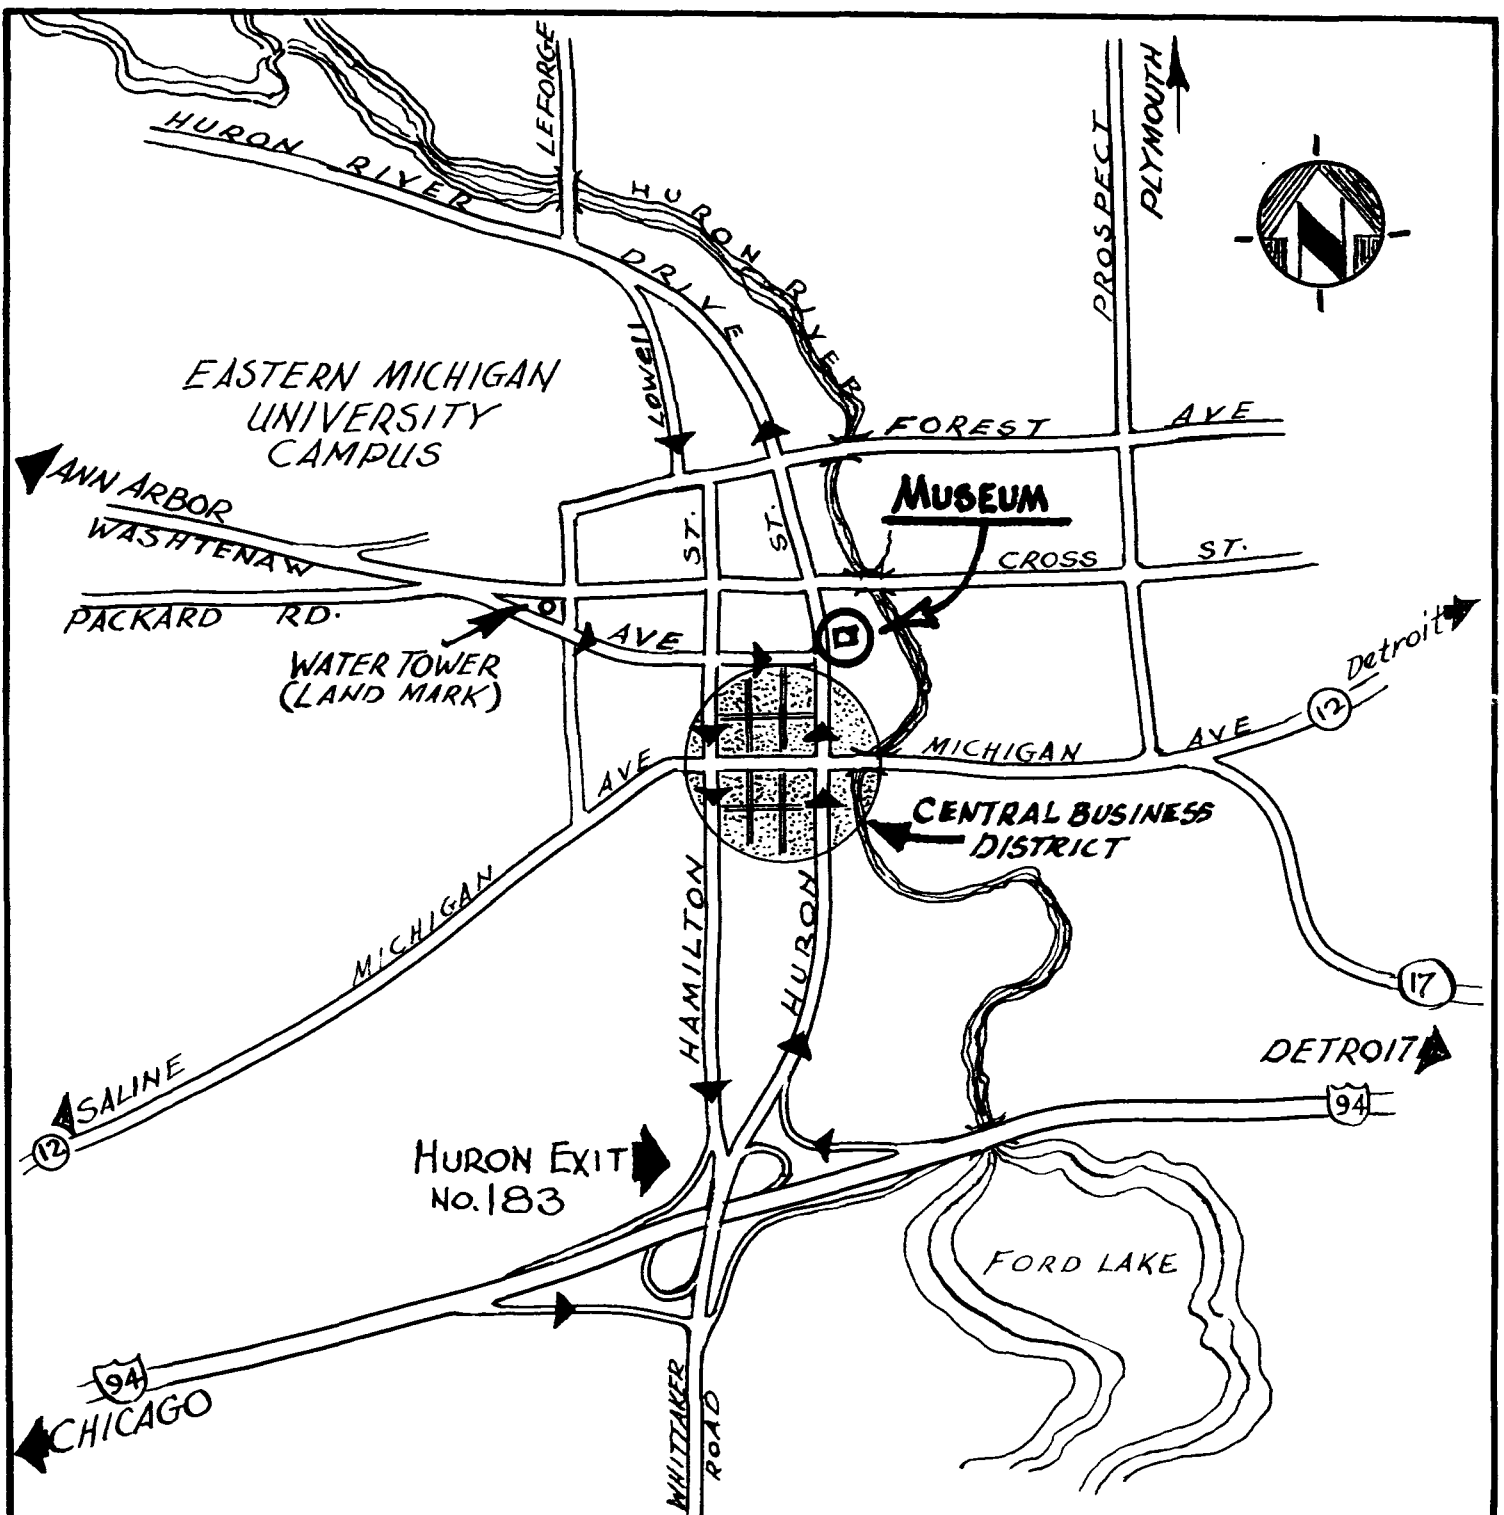 LEFORGE
PLYMOUTH
PROSPECT
HURON RIVER DRIVE
HURON RIVER
N
LOWEll
EASTERN MICHIGAN
UNIVERSITY
CAMPUS
FOREST AVE
ANN ARBOR
WASHTENAW AVE
MUSEUM
ST.
ST.
CROSS ST.
PACKARD RD.
WATER TOWER
(LAND MARK)
Detroit
12
MICHIGAN AVE
MICHIGAN AVE
CENTRAL BUSINESS
DISTRICT
HAMILTON
HURON
17
DETROIT
94
SALINE
12
HURON EXIT
NO. 183
FORD LAKE
94
CHICAGO
WHITTAKER
ROAD